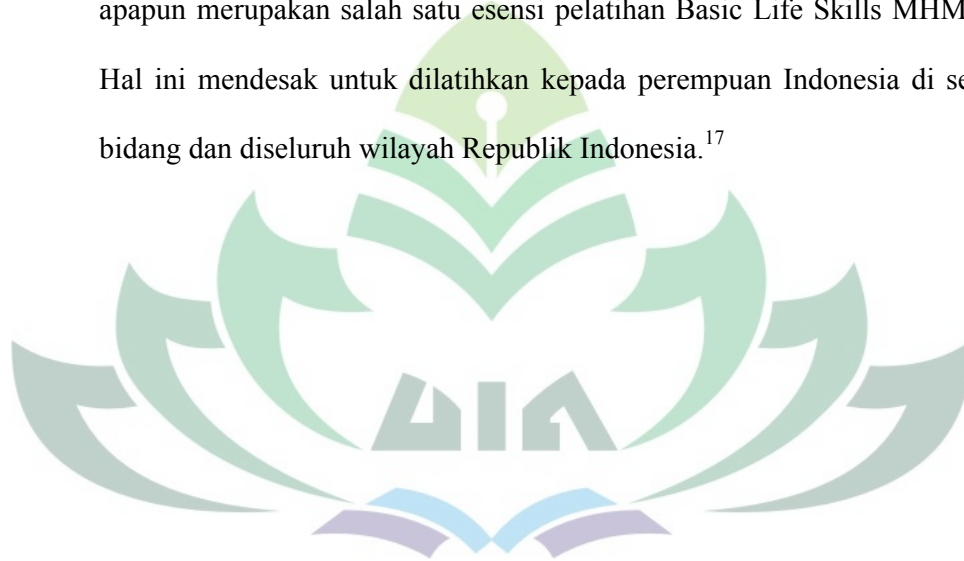 apapun merupakan salah satu esensi pelatihan Basic Life Skills MHM
Hal ini mendesak untuk dilatihkan kepada perempuan Indonesia di se
bidang dan diseluruh wilayah Republik Indonesia.17
UIN